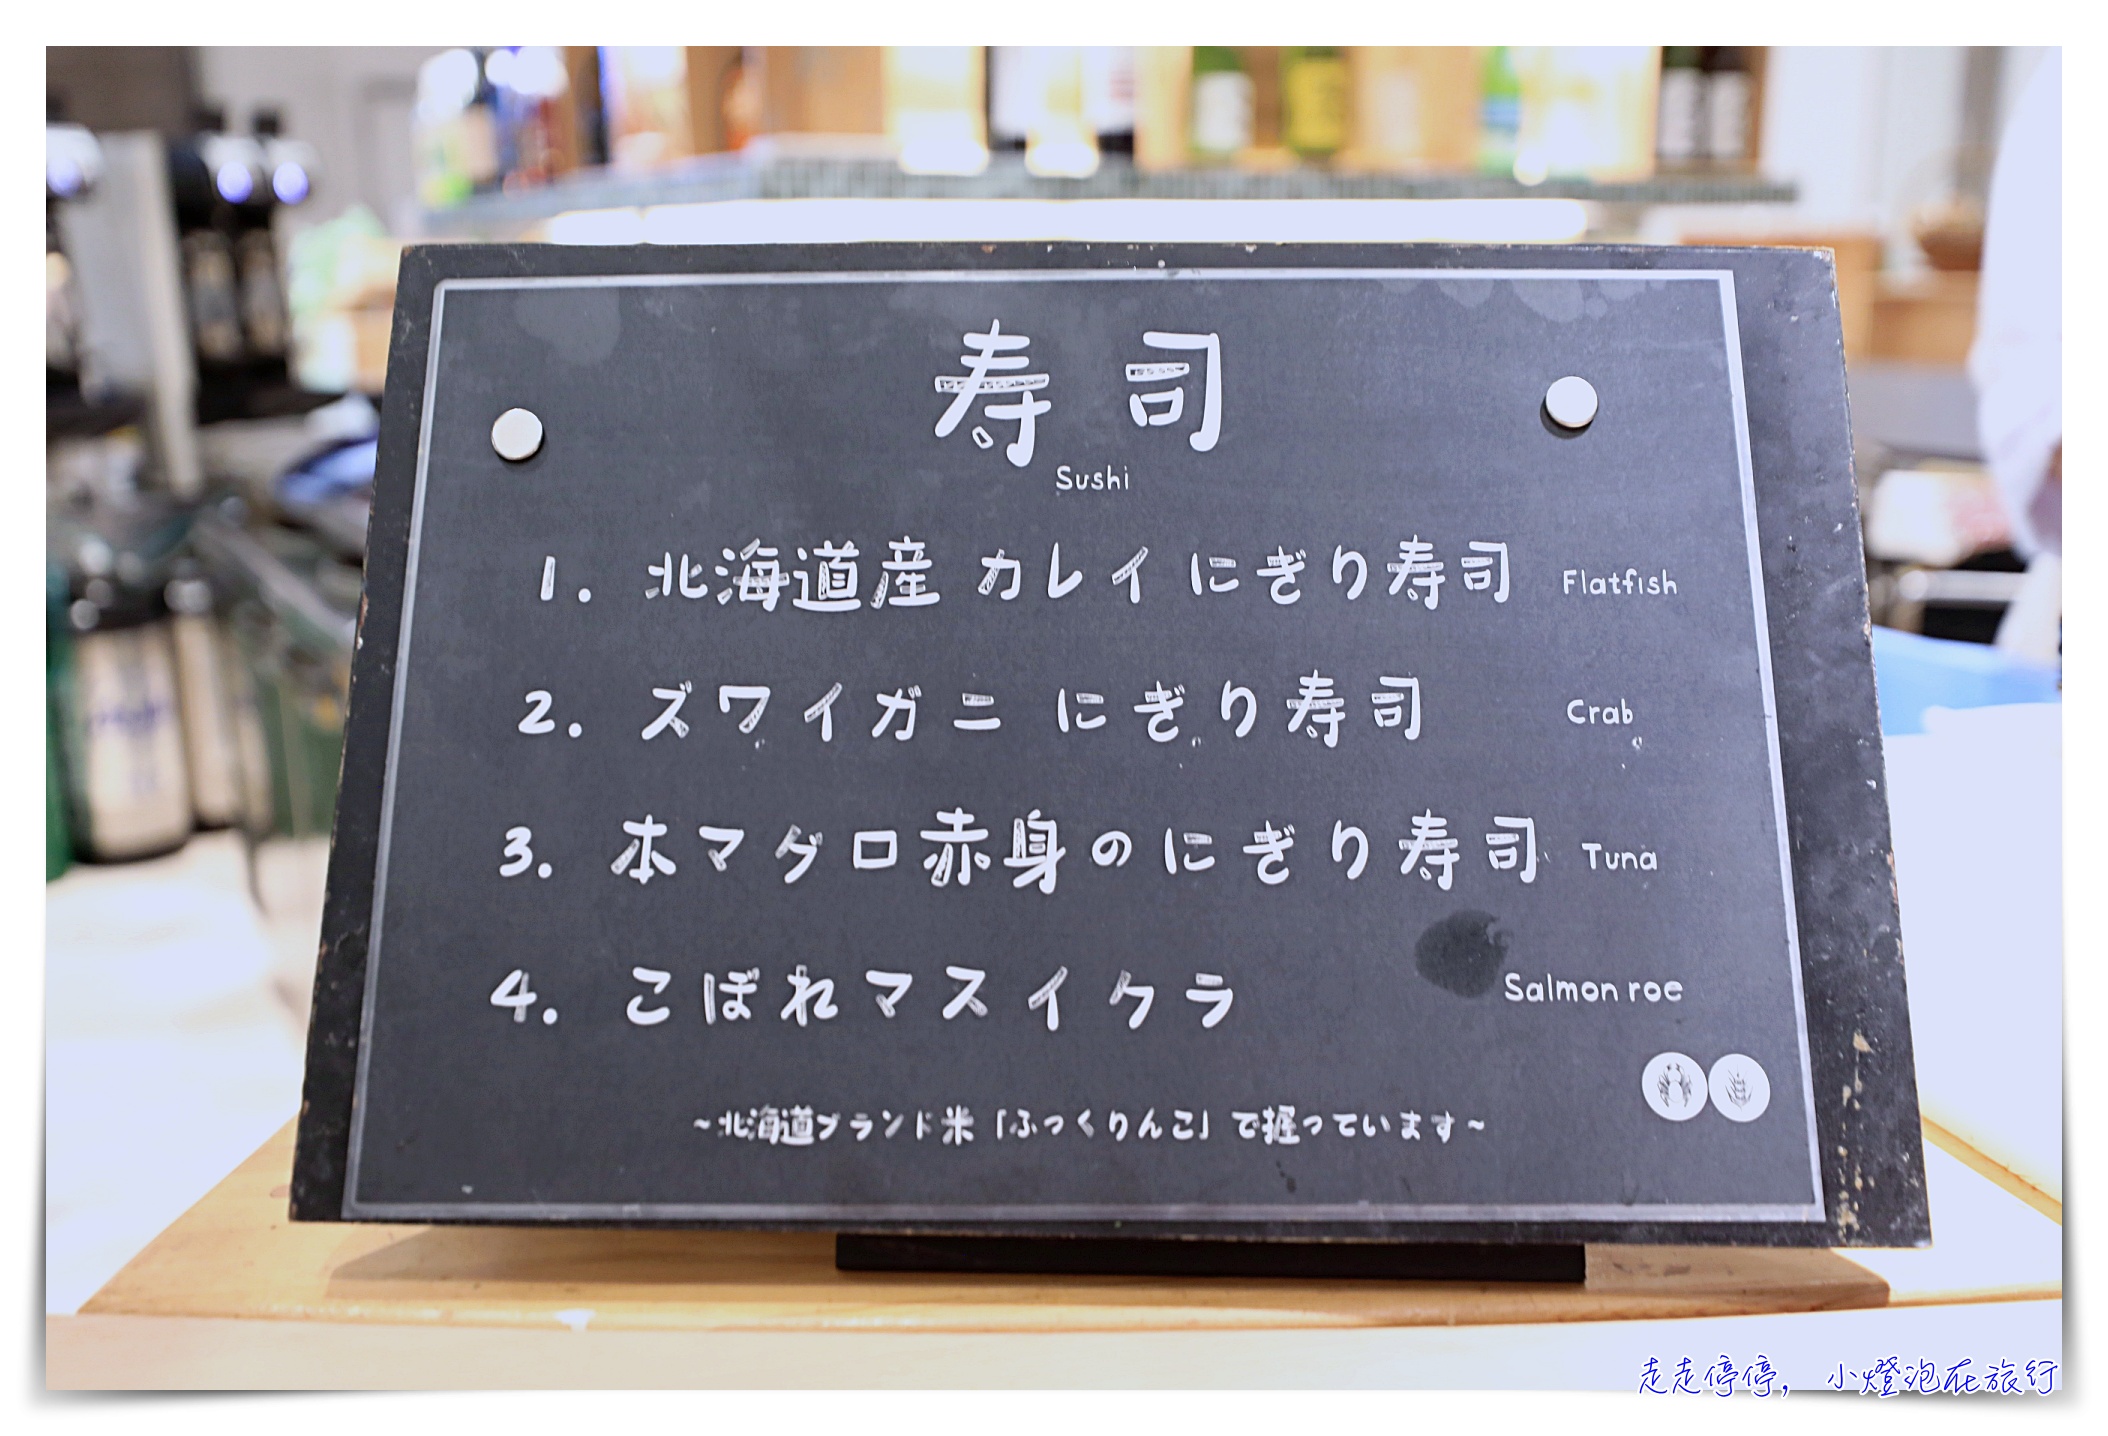 寿司
Sushi
1. 北海道産 カレイ にぎり寿司 Flatfish
2. ズワイガニ にぎり寿司 Crab
3. 本マグロ赤身のにぎり寿司 Tuna
4. こぼれマスイクラ Salmon roe
~北海道ブランド米「ふっくりんこ」で握っています~
走走停停，小燈泡在旅行